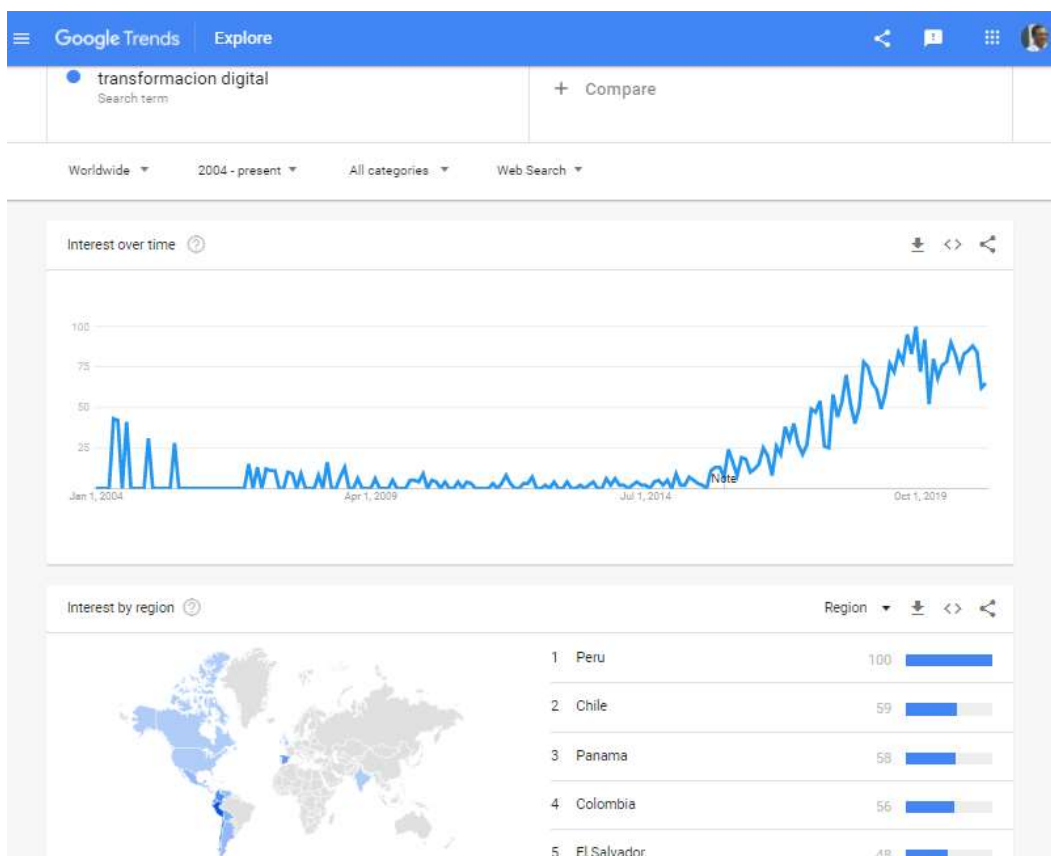 Google Trends Explore
transformacion digital
Search term
+ Compare
Worldwide 2004 - present All categories Web Search
Interest over time
100
75
50
25
Note
Jan 1, 2004 Apr 1, 2009 Jul 1, 2014 Oct 1, 2019
Interest by region Region
1 Peru 100
2 Chile 59
3 Panama 58
4 Colombia 56
5 El Salvador 48